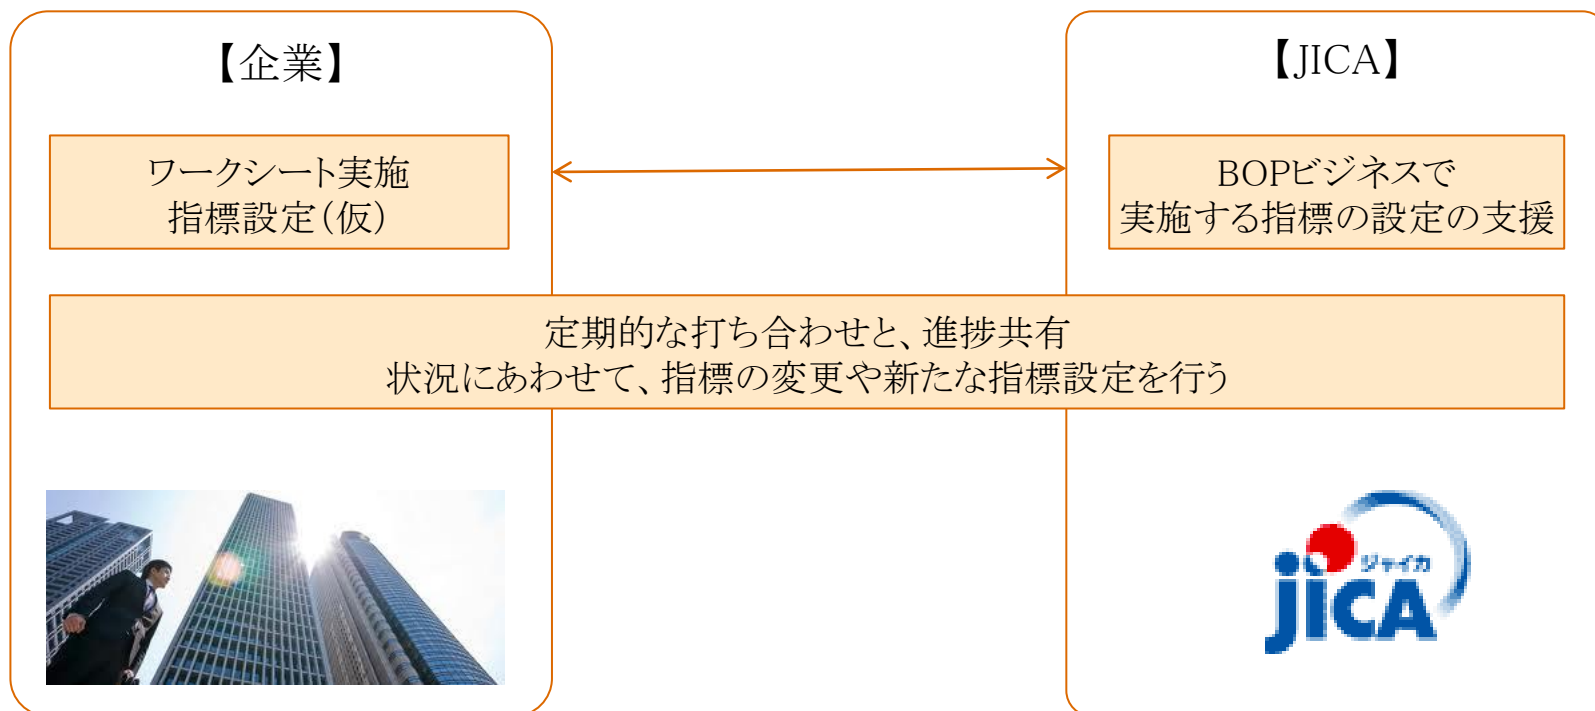 【企業】
【JICA】
ワークシート実施
指標設定（仮）
BOPビジネスで
実施する指標の設定の支援
定期的な打ち合わせと、進捗共有
状況にあわせて、指標の変更や新たな指標設定を行う
ジャイカ
jICA